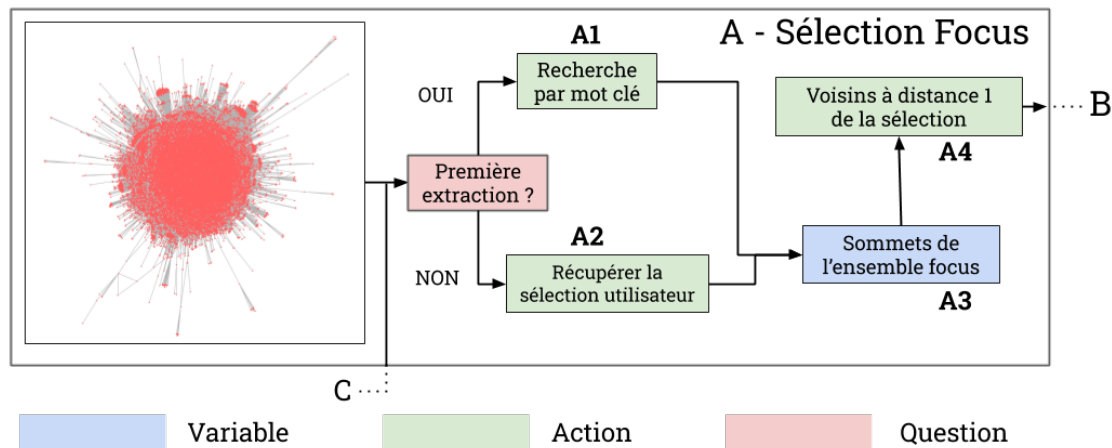 A - Sélection Focus
A1
Recherche
par mot clé
OUI
Première
extraction ?
NON
A2
Récupérer la
sélection utilisateur
Voisins à distance 1
de la sélection
A4
B
Sommets de
l'ensemble focus
A3
C
Variable
Action
Question